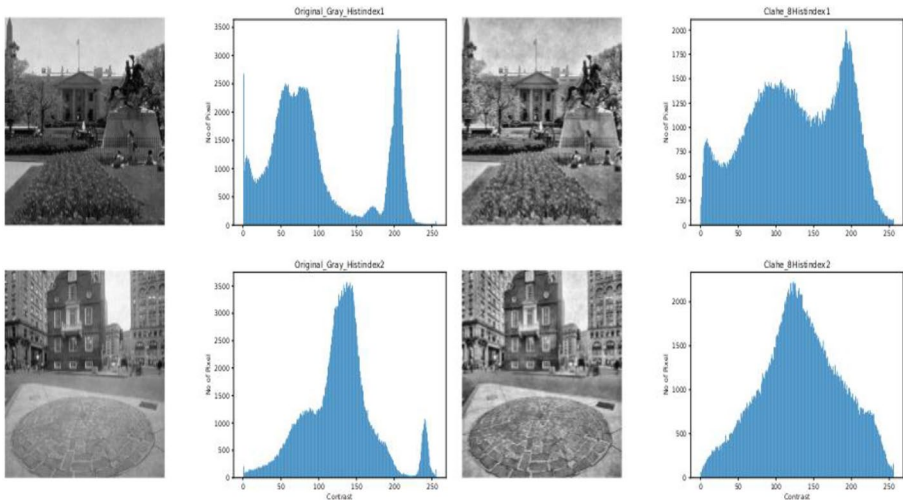 Original_Gray_Histindex1
Clahe_8Histindex1
3500
3000
2500
2000
1500
1000
500
0
No of Pixel
0 50 100 150 200 250
2000
1750
1500
1250
1000
750
500
250
0
No of Pixel
0 50 100 150 200 250
Original_Gray_Histindex2
Clahe_8Histindex2
3500
3000
2500
2000
1500
1000
500
0
No of Pixel
0 50 100 150 200 250
Contrast
2000
1500
1000
500
0
No of Pixel
0 50 100 150 200 250
Contrast